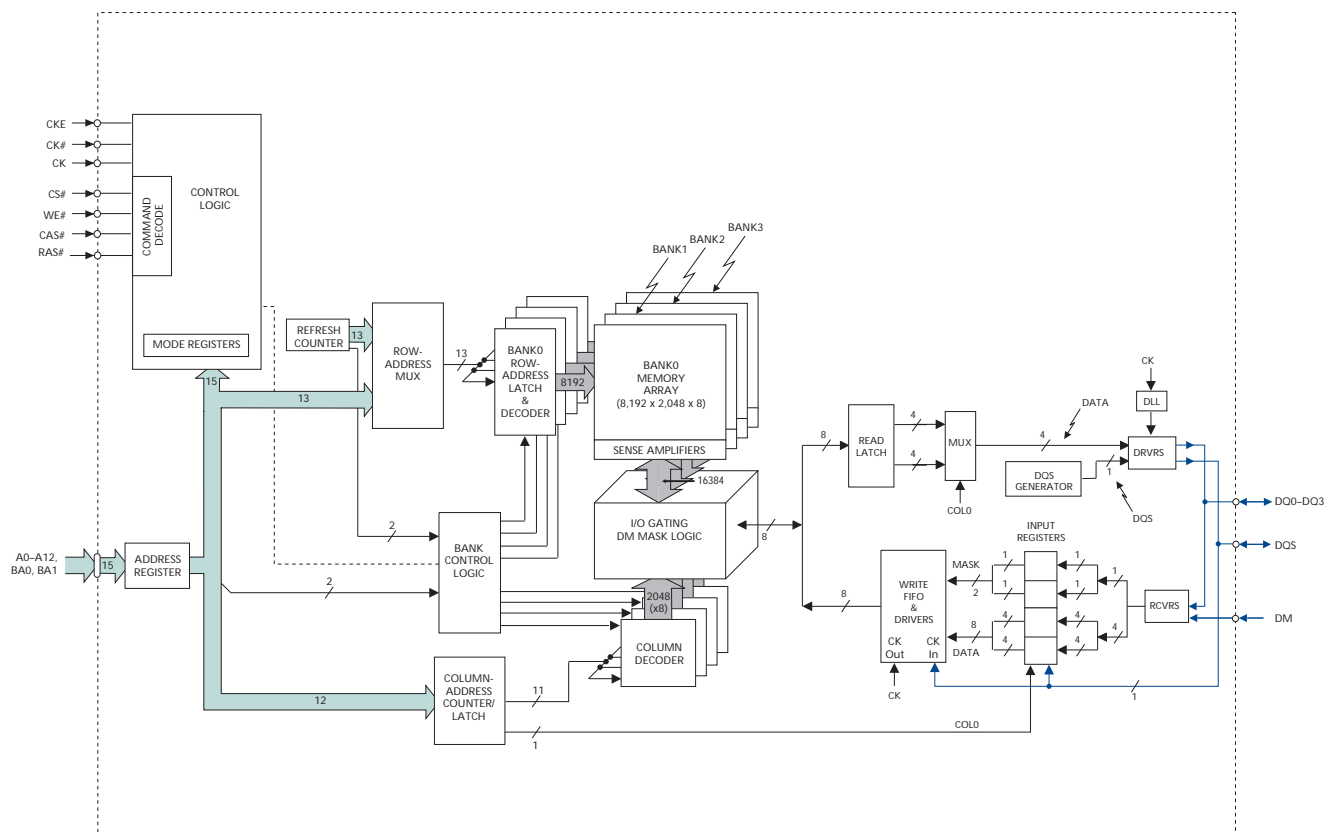 CKE
CK#
CK
CS#
WE#
CAS#
RAS#
COMMAND
DECODE
CONTROL
LOGIC
MODE REGISTERS
15
REFRESH
COUNTER
13
13
ROW-
ADDRESS
MUX
13
BANK0
ROW-
ADDRESS
LATCH
&
DECODER
8192
BANK1
BANK2
BANK3
BANK0
MEMORY
ARRAY
(8,192 x 2,048 x 8)
SENSE AMPLIFIERS
16384
I/O GATING
DM MASK LOGIC
8
2048
(x8)
COLUMN
DECODER
A0–A12,
BA0, BA1
15
ADDRESS
REGISTER
2
2
BANK
CONTROL
LOGIC
12
COLUMN-
ADDRESS
COUNTER/
LATCH
11
1
COL0
8
READ
LATCH
4
4
MUX
COL0
4
DATA
CK
DLL
DRVRS
DQS
GENERATOR
1
DQS
DQ0–DQ3
DQS
DM
INPUT
REGISTERS
8
WRITE
FIFO
&
DRIVERS
CK
Out
CK
In
CK
MASK
2
8
DATA
1
1
4
4
1
1
4
4
1
4
RCVRS
1